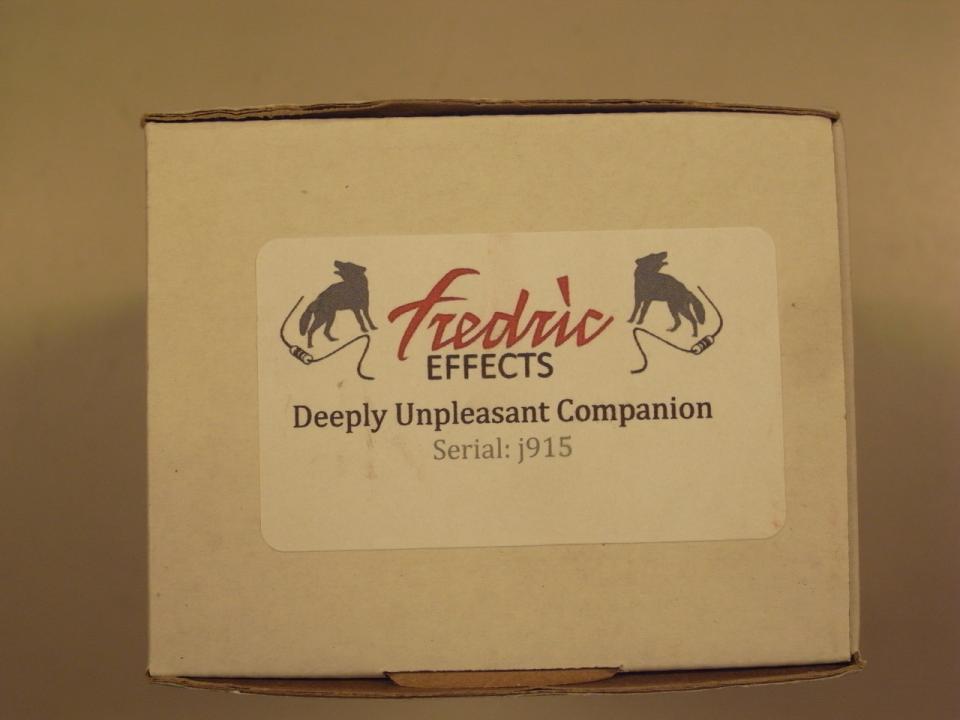 fredric
EFFECTS
Deeply Unpleasant Companion
Serial: j915